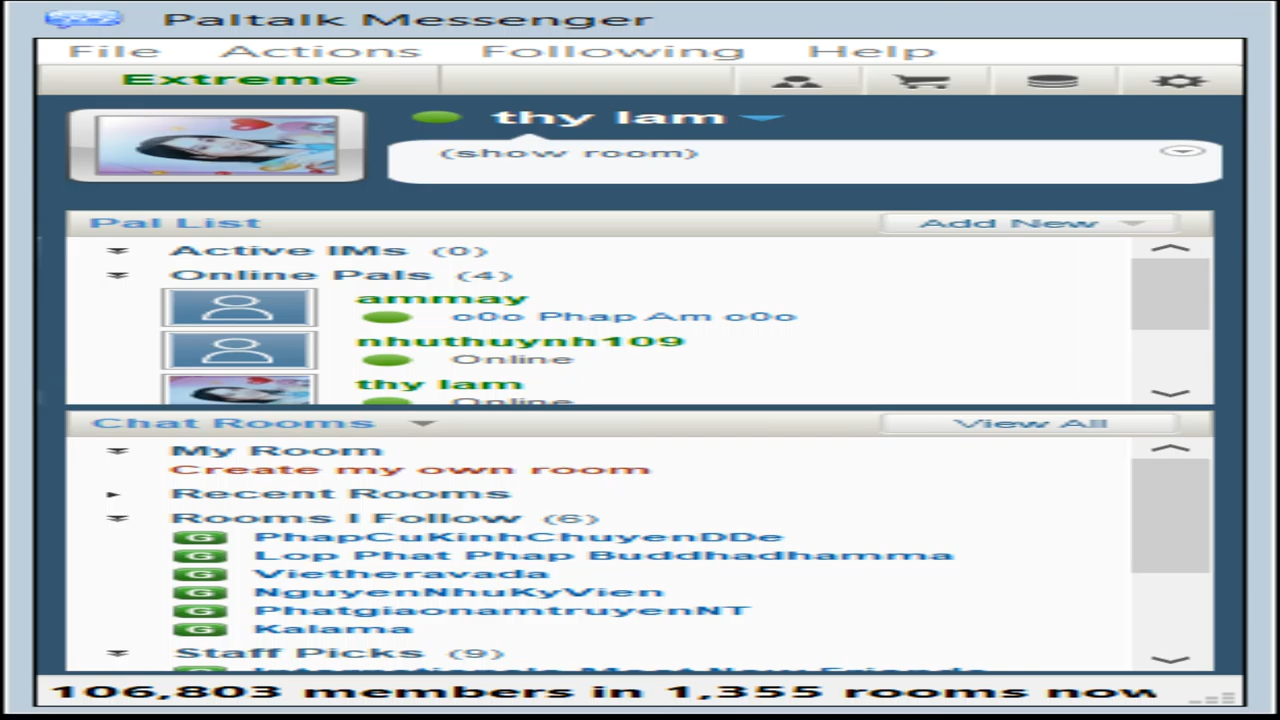 Paltalk Messenger
File Actions Following Help
Extreme
thy lam
(show room)
Pal List Add New
Active IMs (0)
Online Pals (4)
ammay
o0o Phap Am o0o
nhuthuynh109
Online
thy lam
Online
Chat Rooms View All
My Room
Create my own room
Recent Rooms
Rooms I Follow (6)
G PhapCuKinhChuyenDDe
G Lop Phat Phap Buddhadhamma
G Vietheravada
G NguyenNhuKyVien
G PhatgiaonamtruyenNT
G Kalama
Staff Picks (9)
106,803 members in 1,355 rooms now